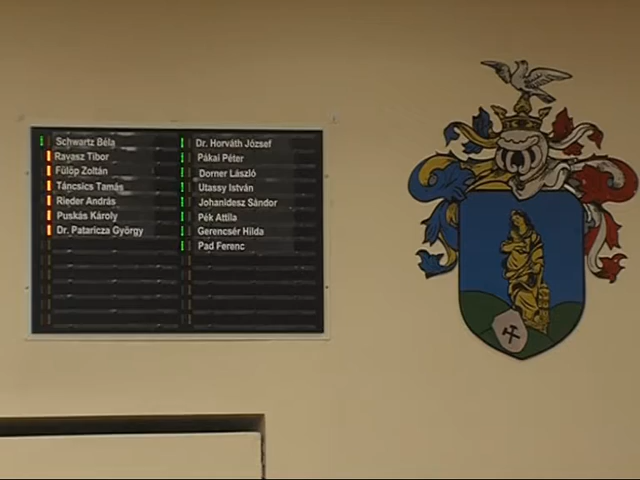 Schwartz Béla
Ravasz Tibor
Fülöp Zoltán
Táncsics Tamás
Rieder András
Puskás Károly
Dr. Pataricza György
Dr. Horváth József
Pákai Péter
Dorner László
Utassy István
Johanidesz Sándor
Pék Attila
Gerencsér Hilda
Pad Ferenc